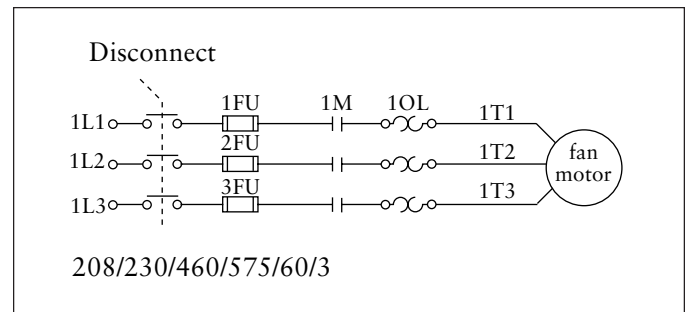 Disconnect
1FU 1M 1OL
1L1 1T1
2FU
1L2 1T2
fan
motor
3FU
1L3 1T3
208/230/460/575/60/3